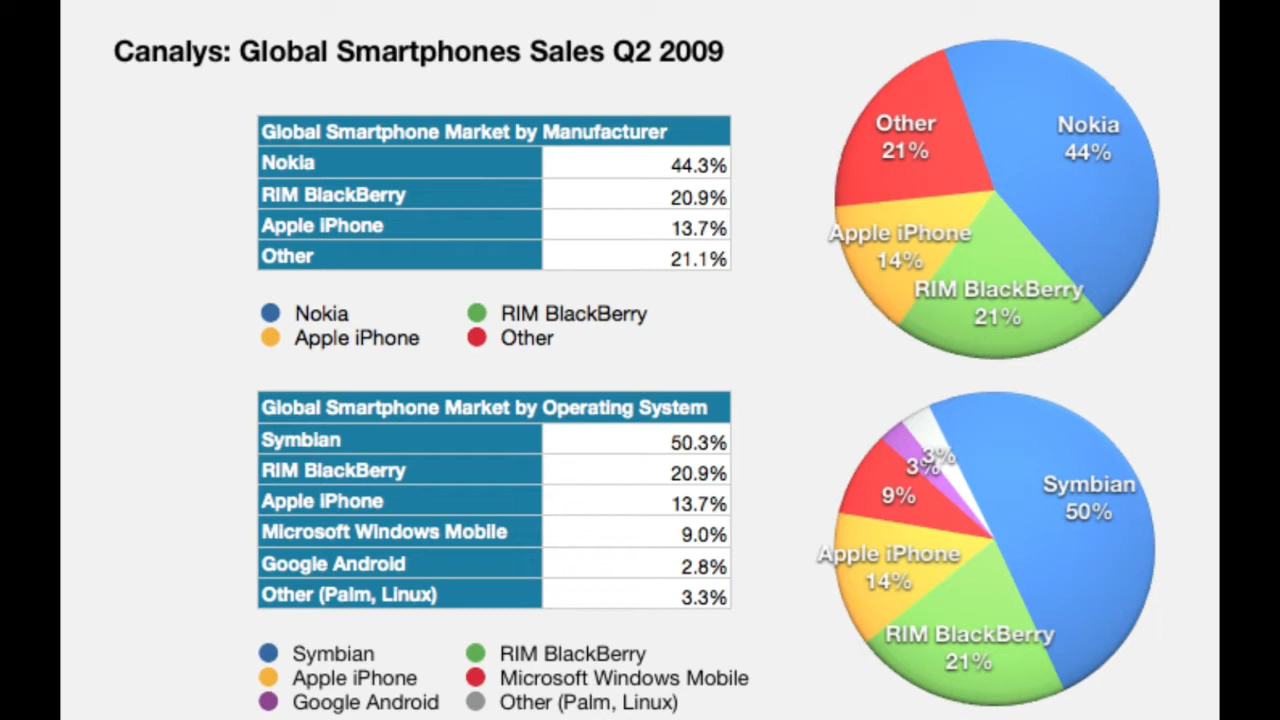 Canalys: Global Smartphones Sales Q2 2009
Global Smartphone Market by Manufacturer
Nokia 44.3%
RIM BlackBerry 20.9%
Apple iPhone 13.7%
Other 21.1%
Nokia RIM BlackBerry
Apple iPhone Other
Other
21%
Nokia
44%
Apple iPhone
14%
RIM BlackBerry
21%
Global Smartphone Market by Operating System
Symbian 50.3%
RIM BlackBerry 20.9%
Apple iPhone 13.7%
Microsoft Windows Mobile 9.0%
Google Android 2.8%
Other (Palm, Linux) 3.3%
Symbian RIM BlackBerry
Apple iPhone Microsoft Windows Mobile
Google Android Other (Palm, Linux)
3%
3%
9%
Symbian
50%
Apple iPhone
14%
RIM BlackBerry
21%